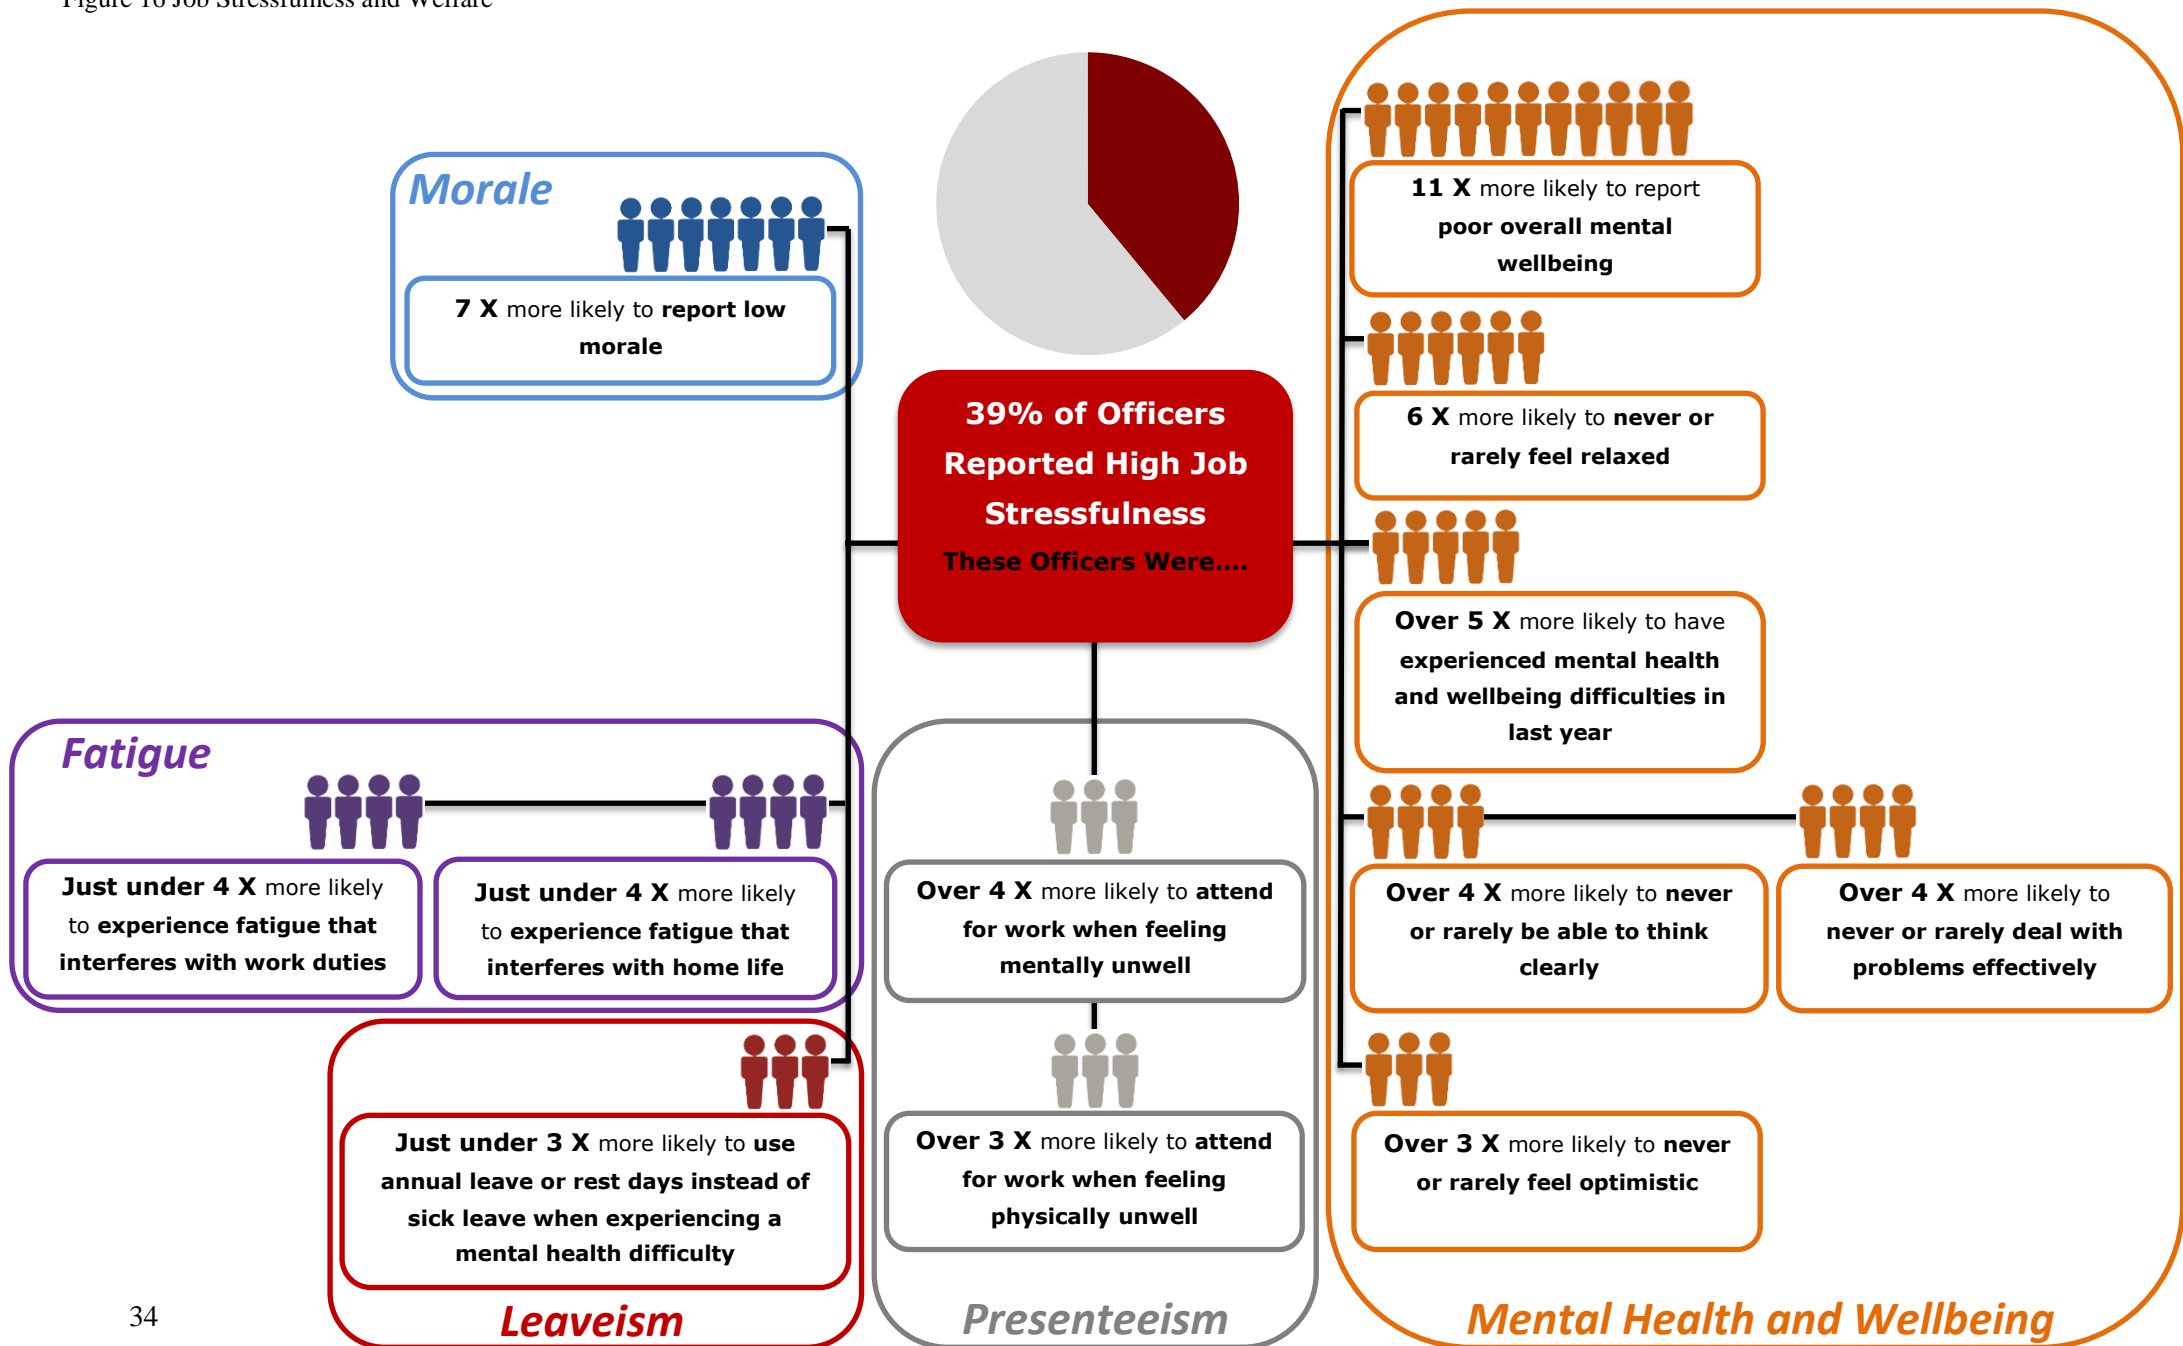 Figure 16 Job Stressfulness and Welfare
Morale
7 X more likely to report low
morale
39% of Officers
Reported High Job
Stressfulness
These Officers Were....
11 X more likely to report
poor overall mental
wellbeing
6 X more likely to never or
rarely feel relaxed
Over 5 X more likely to have
experienced mental health
and wellbeing difficulties in
last year
Over 4 X more likely to never
or rarely be able to think
clearly
Over 4 X more likely to
never or rarely deal with
problems effectively
Over 3 X more likely to never
or rarely feel optimistic
Mental Health and Wellbeing
Fatigue
Just under 4 X more likely
to experience fatigue that
interferes with work duties
Just under 4 X more likely
to experience fatigue that
interferes with home life
Over 4 X more likely to attend
for work when feeling
mentally unwell
Over 3 X more likely to attend
for work when feeling
physically unwell
Presenteeism
Just under 3 X more likely to use
annual leave or rest days instead of
sick leave when experiencing a
mental health difficulty
Leaveism
34